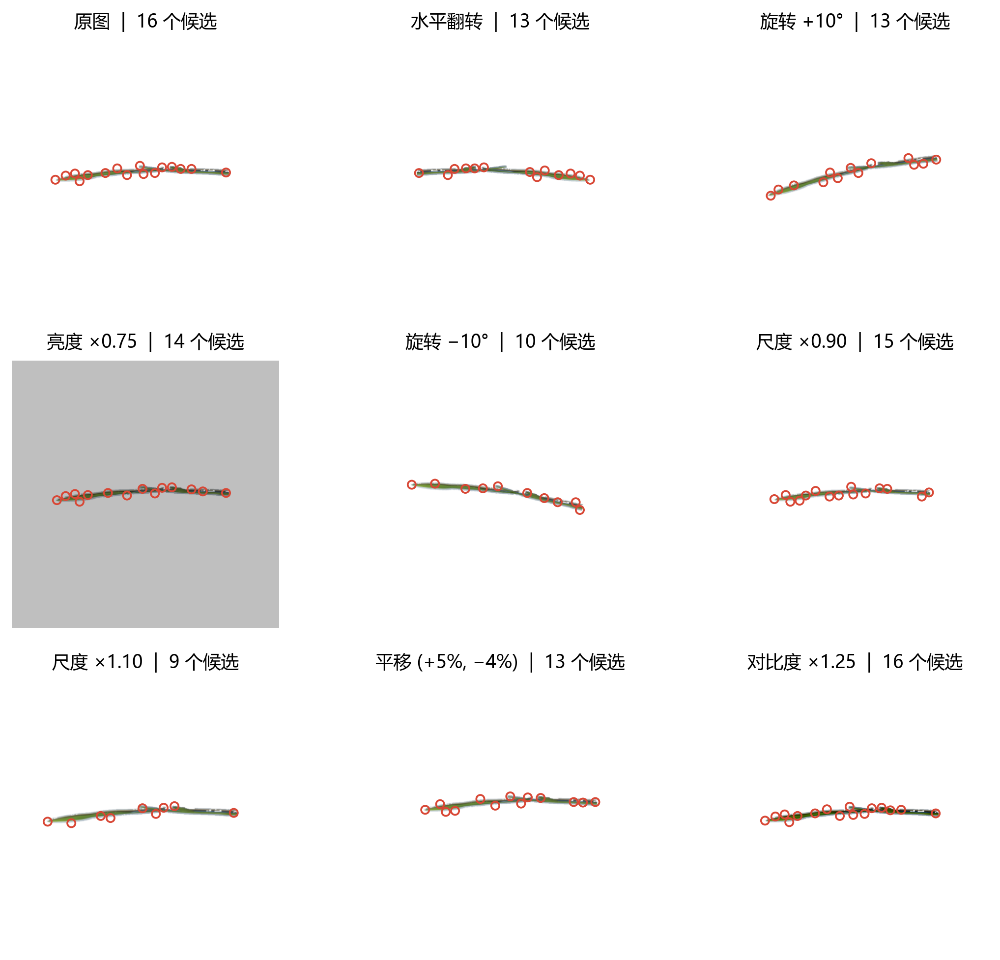 原图 | 16 个候选
水平翻转 | 13 个候选
旋转 +10° | 13 个候选
亮度 ×0.75 | 14 个候选
旋转 −10° | 10 个候选
尺度 ×0.90 | 15 个候选
尺度 ×1.10 | 9 个候选
平移 (+5%, −4%) | 13 个候选
对比度 ×1.25 | 16 个候选